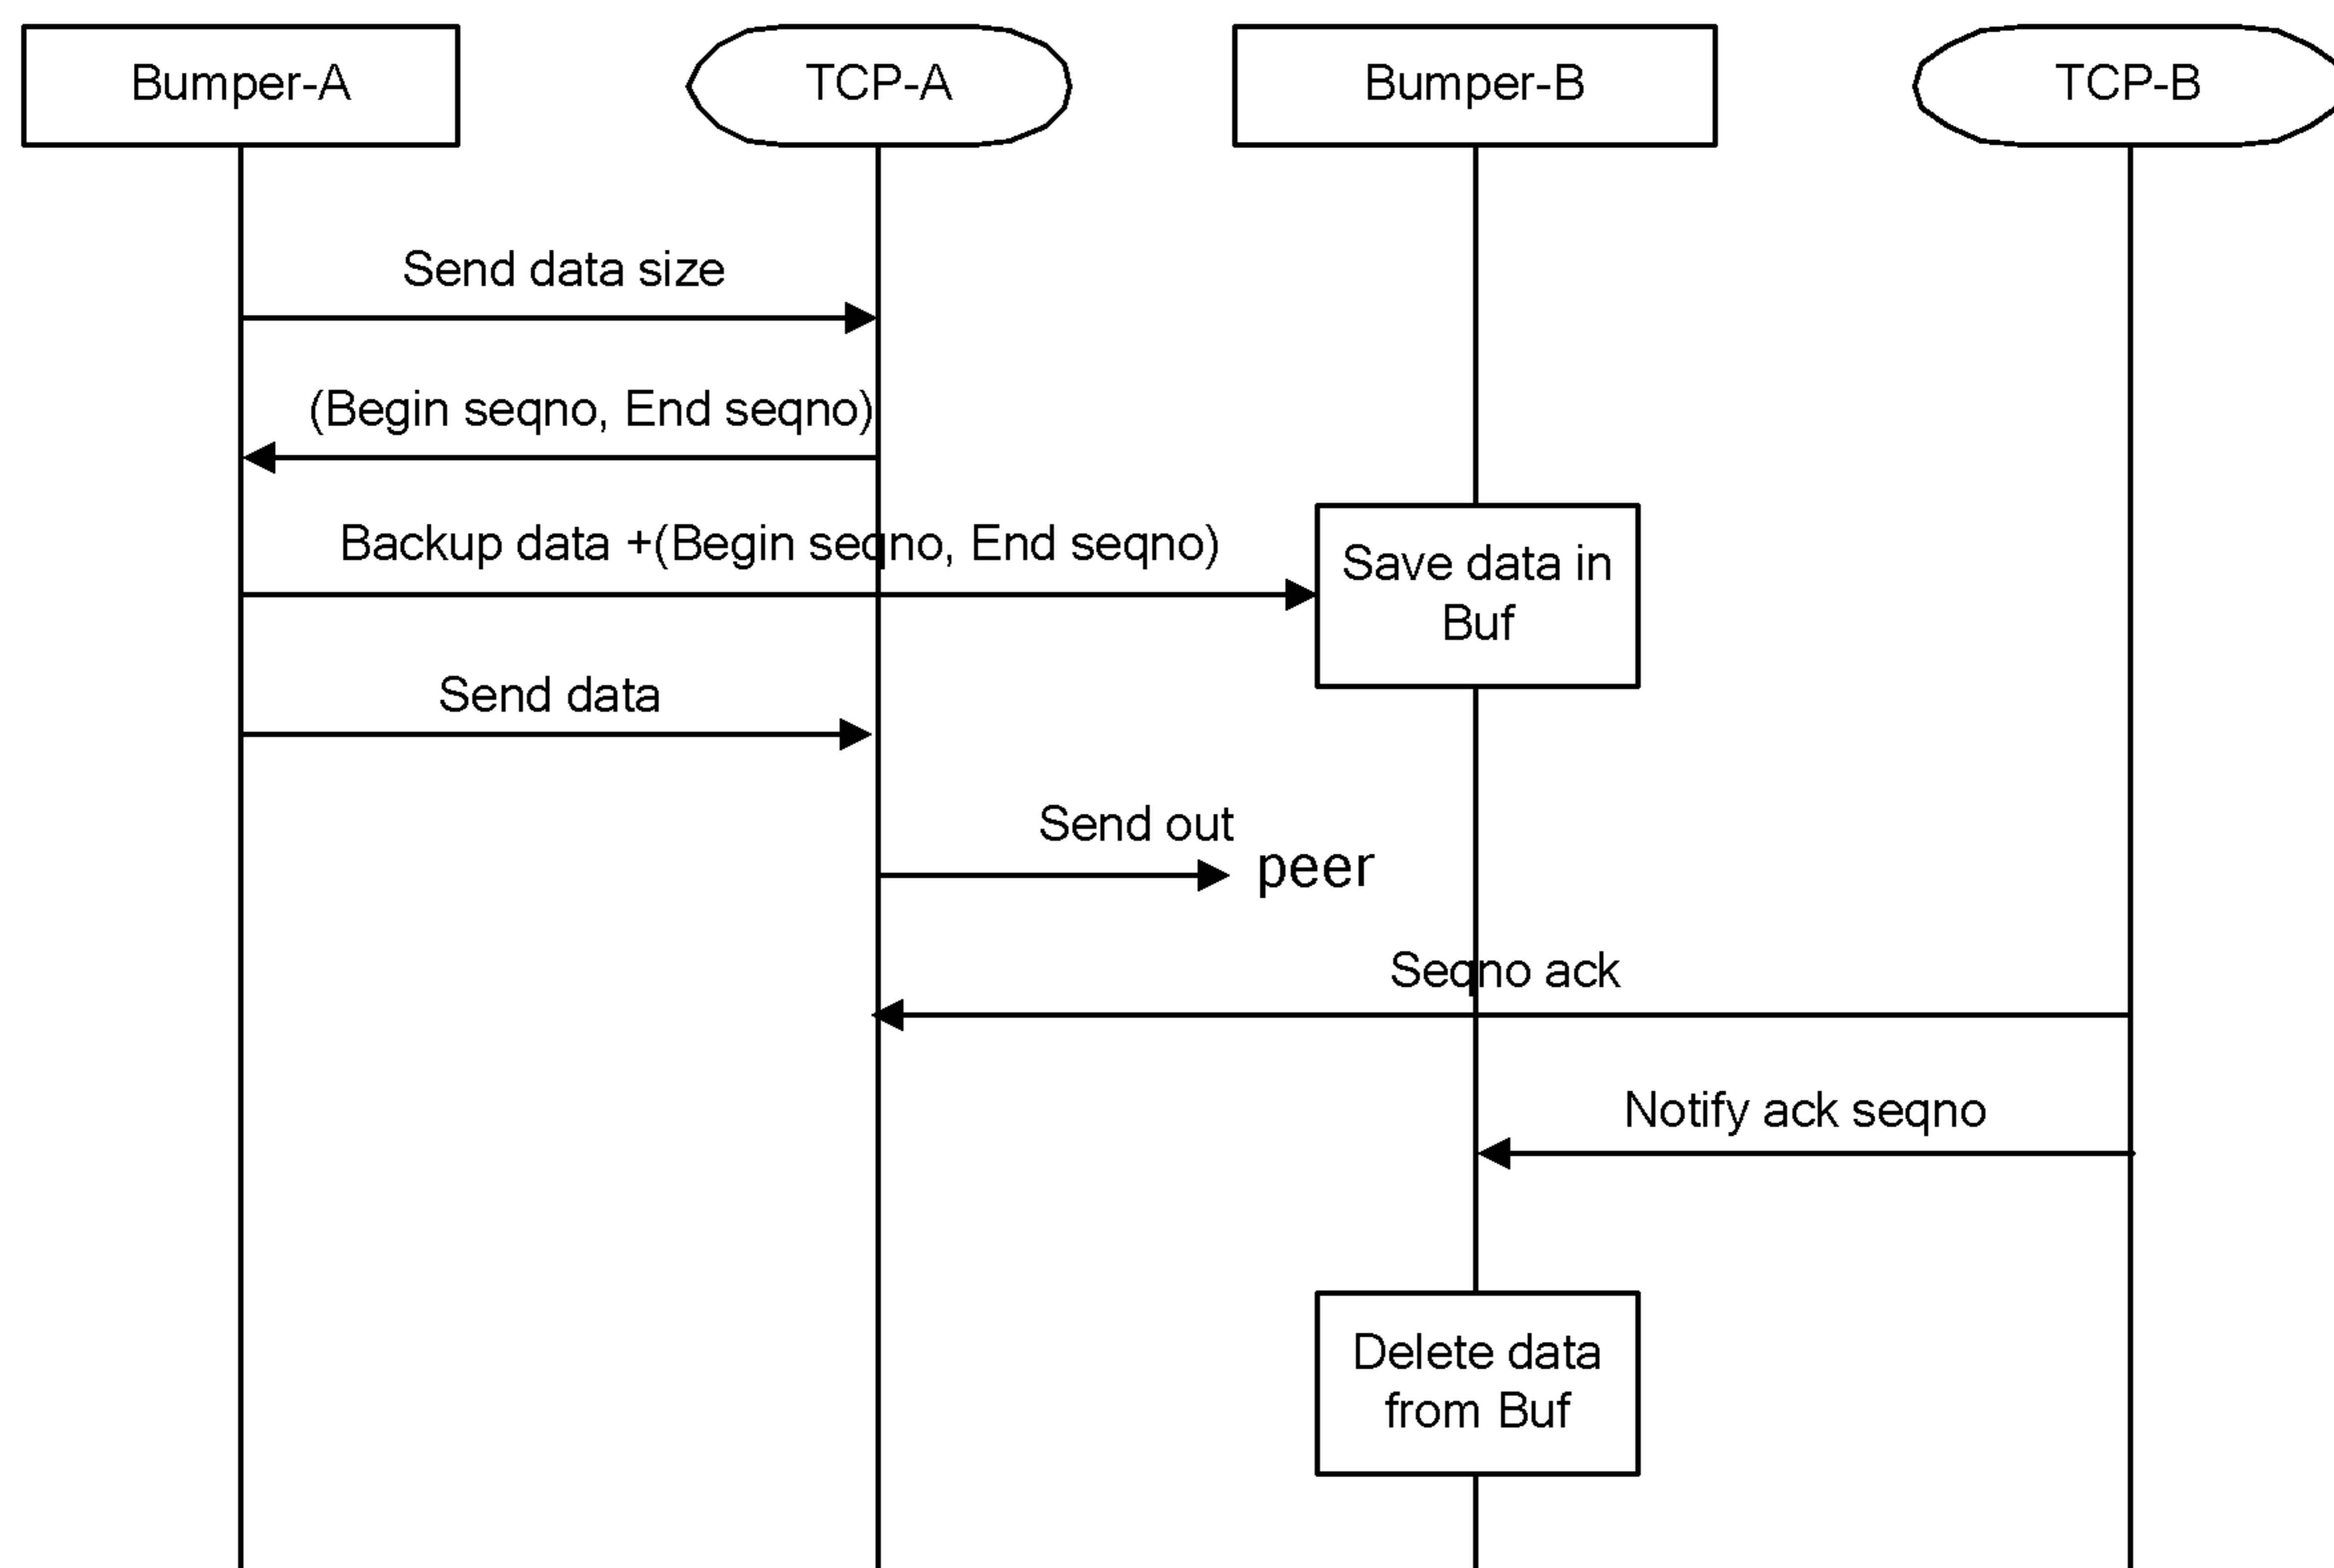 Bumper-A
TCP-A
Bumper-B
TCP-B
Send data size
(Begin seqno, End seqno)
Backup data +(Begin seqno, End seqno)
Save data in
Buf
Send data
Send out
peer
Seqno ack
Notify ack seqno
Delete data
from Buf